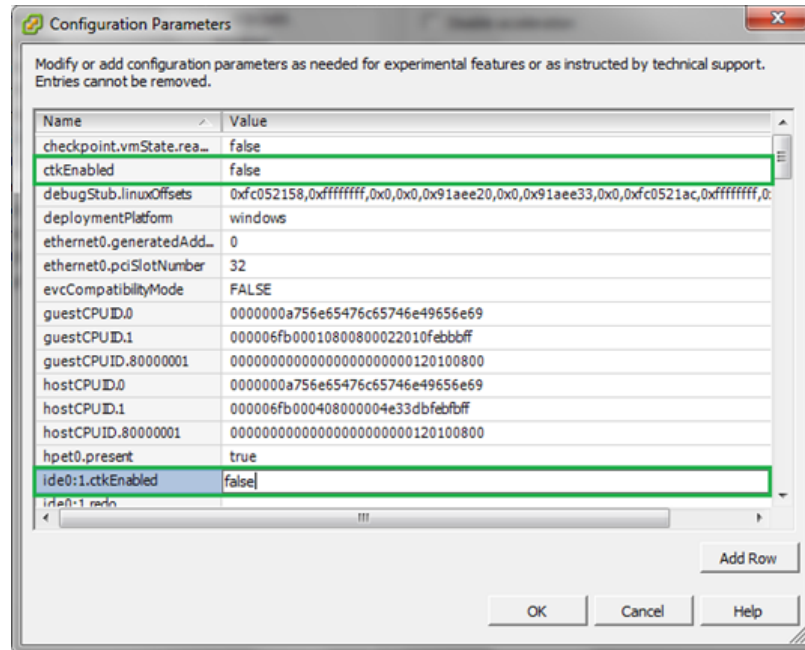 Configuration Parameters
Modify or add configuration parameters as needed for experimental features or as instructed by technical support.
Entries cannot be removed.
Name Value
checkpoint.vmState.rea... false
ctkEnabled false
debugStub.linuxOffsets 0xfc052158,0xffffffff,0x0,0x0,0x91aee20,0x0,0x91aee33,0x0,0xfc0521ac,0xffffffff,0
deploymentPlatform windows
ethernet0.generatedAdd... 0
ethernet0.pciSlotNumber 32
evcCompatibilityMode FALSE
guestCPUID.0 0000000a756e65476c65746e49656e69
guestCPUID.1 000006fb00010800800022010febbbff
guestCPUID.80000001 00000000000000000000000120100800
hostCPUID.0 0000000a756e65476c65746e49656e69
hostCPUID.1 000006fb000408000004e33dbfebfbff
hostCPUID.80000001 00000000000000000000000120100800
hpet0.present true
ide0:1.ctkEnabled false
ide0:1.redo
Add Row
OK Cancel Help